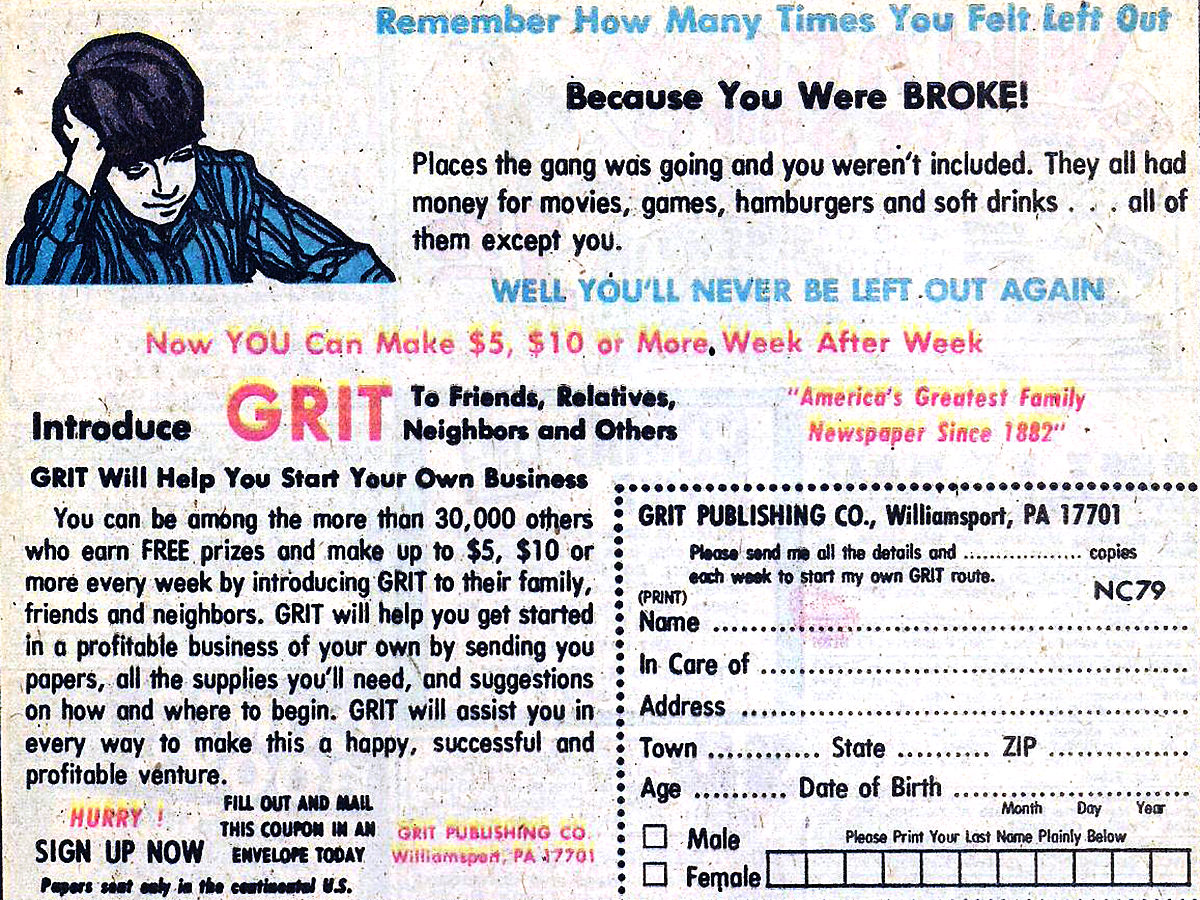 Remember How Many Times You Felt Left Out
Because You Were BROKE!
Places the gang was going and you weren't included. They all had
money for movies, games, hamburgers and soft drinks . . . all of
them except you.
WELL YOU'LL NEVER BE LEFT OUT AGAIN
Now YOU Can Make $5, $10 or More, Week After Week
Introduce GRIT To Friends, Relatives,
Neighbors and Others
"America's Greatest Family
Newspaper Since 1882"
GRIT Will Help You Start Your Own Business
You can be among the more than 30,000 others
who earn FREE prizes and make up to $5, $10 or
more every week by introducing GRIT to their family,
friends and neighbors. GRIT will help you get started
in a profitable business of your own by sending you
papers, all the supplies you'll need, and suggestions
on how and where to begin. GRIT will assist you in
every way to make this a happy, successful and
profitable venture.
HURRY !
SIGN UP NOW
FILL OUT AND MAIL
THIS COUPON IN AN
ENVELOPE TODAY
GRIT PUBLISHING CO.
Williamsport, PA 17701
Papers sent only in the continental U.S.
GRIT PUBLISHING CO., Williamsport, PA 17701
Please send me all the details and .................. copies
each week to start my own GRIT route.
NC79
(PRINT)
Name
In Care of
Address
Town ............ State .......... ZIP
Age .......... Date of Birth
Month Day Year
Male
Female
Please Print Your Last Name Plainly Below